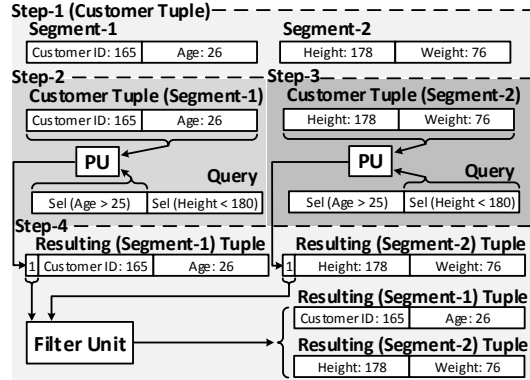 Step-1 (Customer Tuple)
Segment-1 Segment-2
Customer ID: 165 Age: 26 Height: 178 Weight: 76
Step-2 Step-3
Customer Tuple (Segment-1) Customer Tuple (Segment-2)
Customer ID: 165 Age: 26 Height: 178 Weight: 76
PU PU
Query Query
Sel (Age > 25) Sel (Height < 180) Sel (Age > 25) Sel (Height < 180)
Step-4
Resulting (Segment-1) Tuple Resulting (Segment-2) Tuple
1 Customer ID: 165 Age: 26 1 Height: 178 Weight: 76
Resulting (Segment-1) Tuple
Customer ID: 165 Age: 26
Filter Unit
Resulting (Segment-2) Tuple
Height: 178 Weight: 76